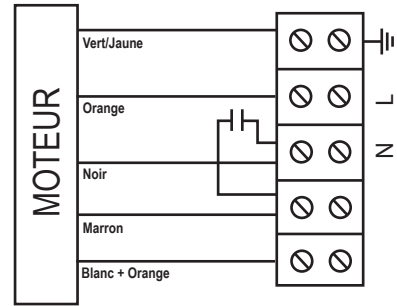 MOTEUR
Vert/Jaune
Orange
L
Noir
N
Marron
Blanc + Orange